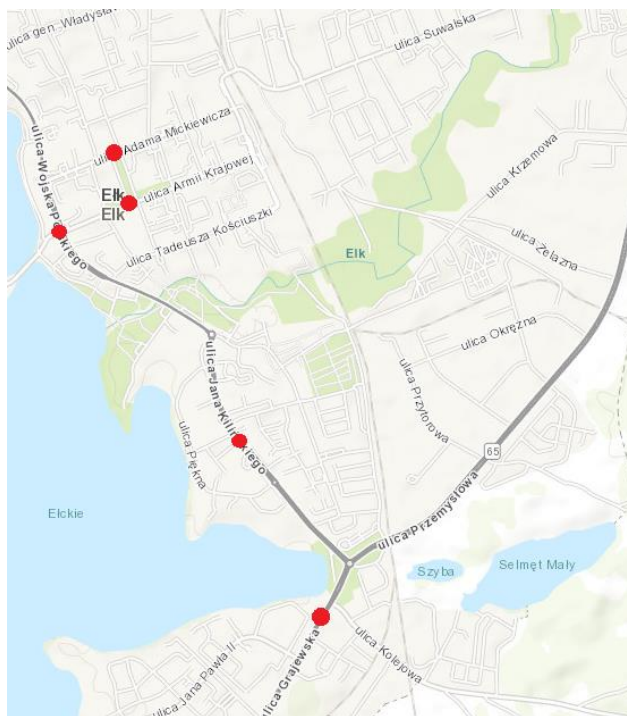 ulica gen. Władysław
ulica Suwalska
ulica Adama Mickiewicza
ulica Krzemowa
ulica Wojska Polskiego
ulica Armii Krajowej
Ełk
Elk
ulica Tadeusza Kościuszki
Ełk
ulica Żelazna
ulica Okrężna
ulica Jana Kilińskiego
ulica Przytorowa
ulica Piękna
65
Ełckie
ulica Przemysłowa
Szyba
Selmęt Mały
ulica Grajewska
ulica Kolejowa
ulica Jana Pawła II